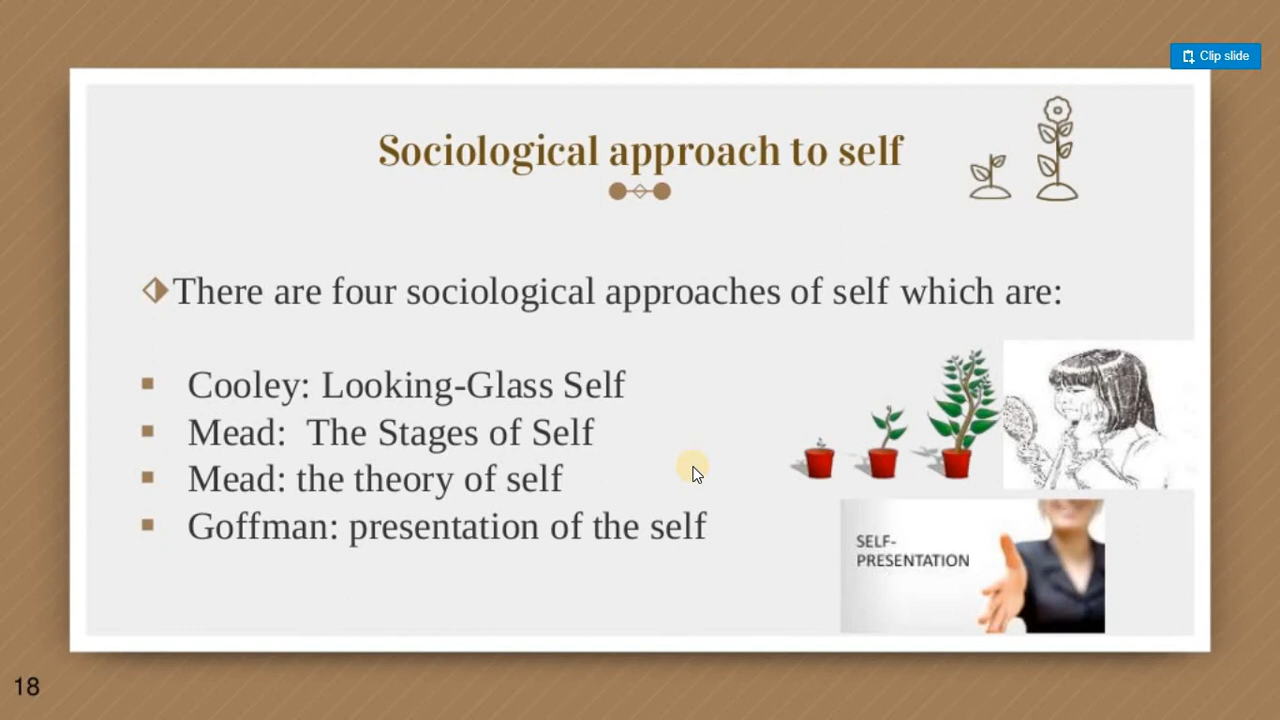 Clip slide
Sociological approach to self
There are four sociological approaches of self which are:
Cooley: Looking-Glass Self
Mead:  The Stages of Self
Mead: the theory of self
Goffman: presentation of the self
SELF-
PRESENTATION
18